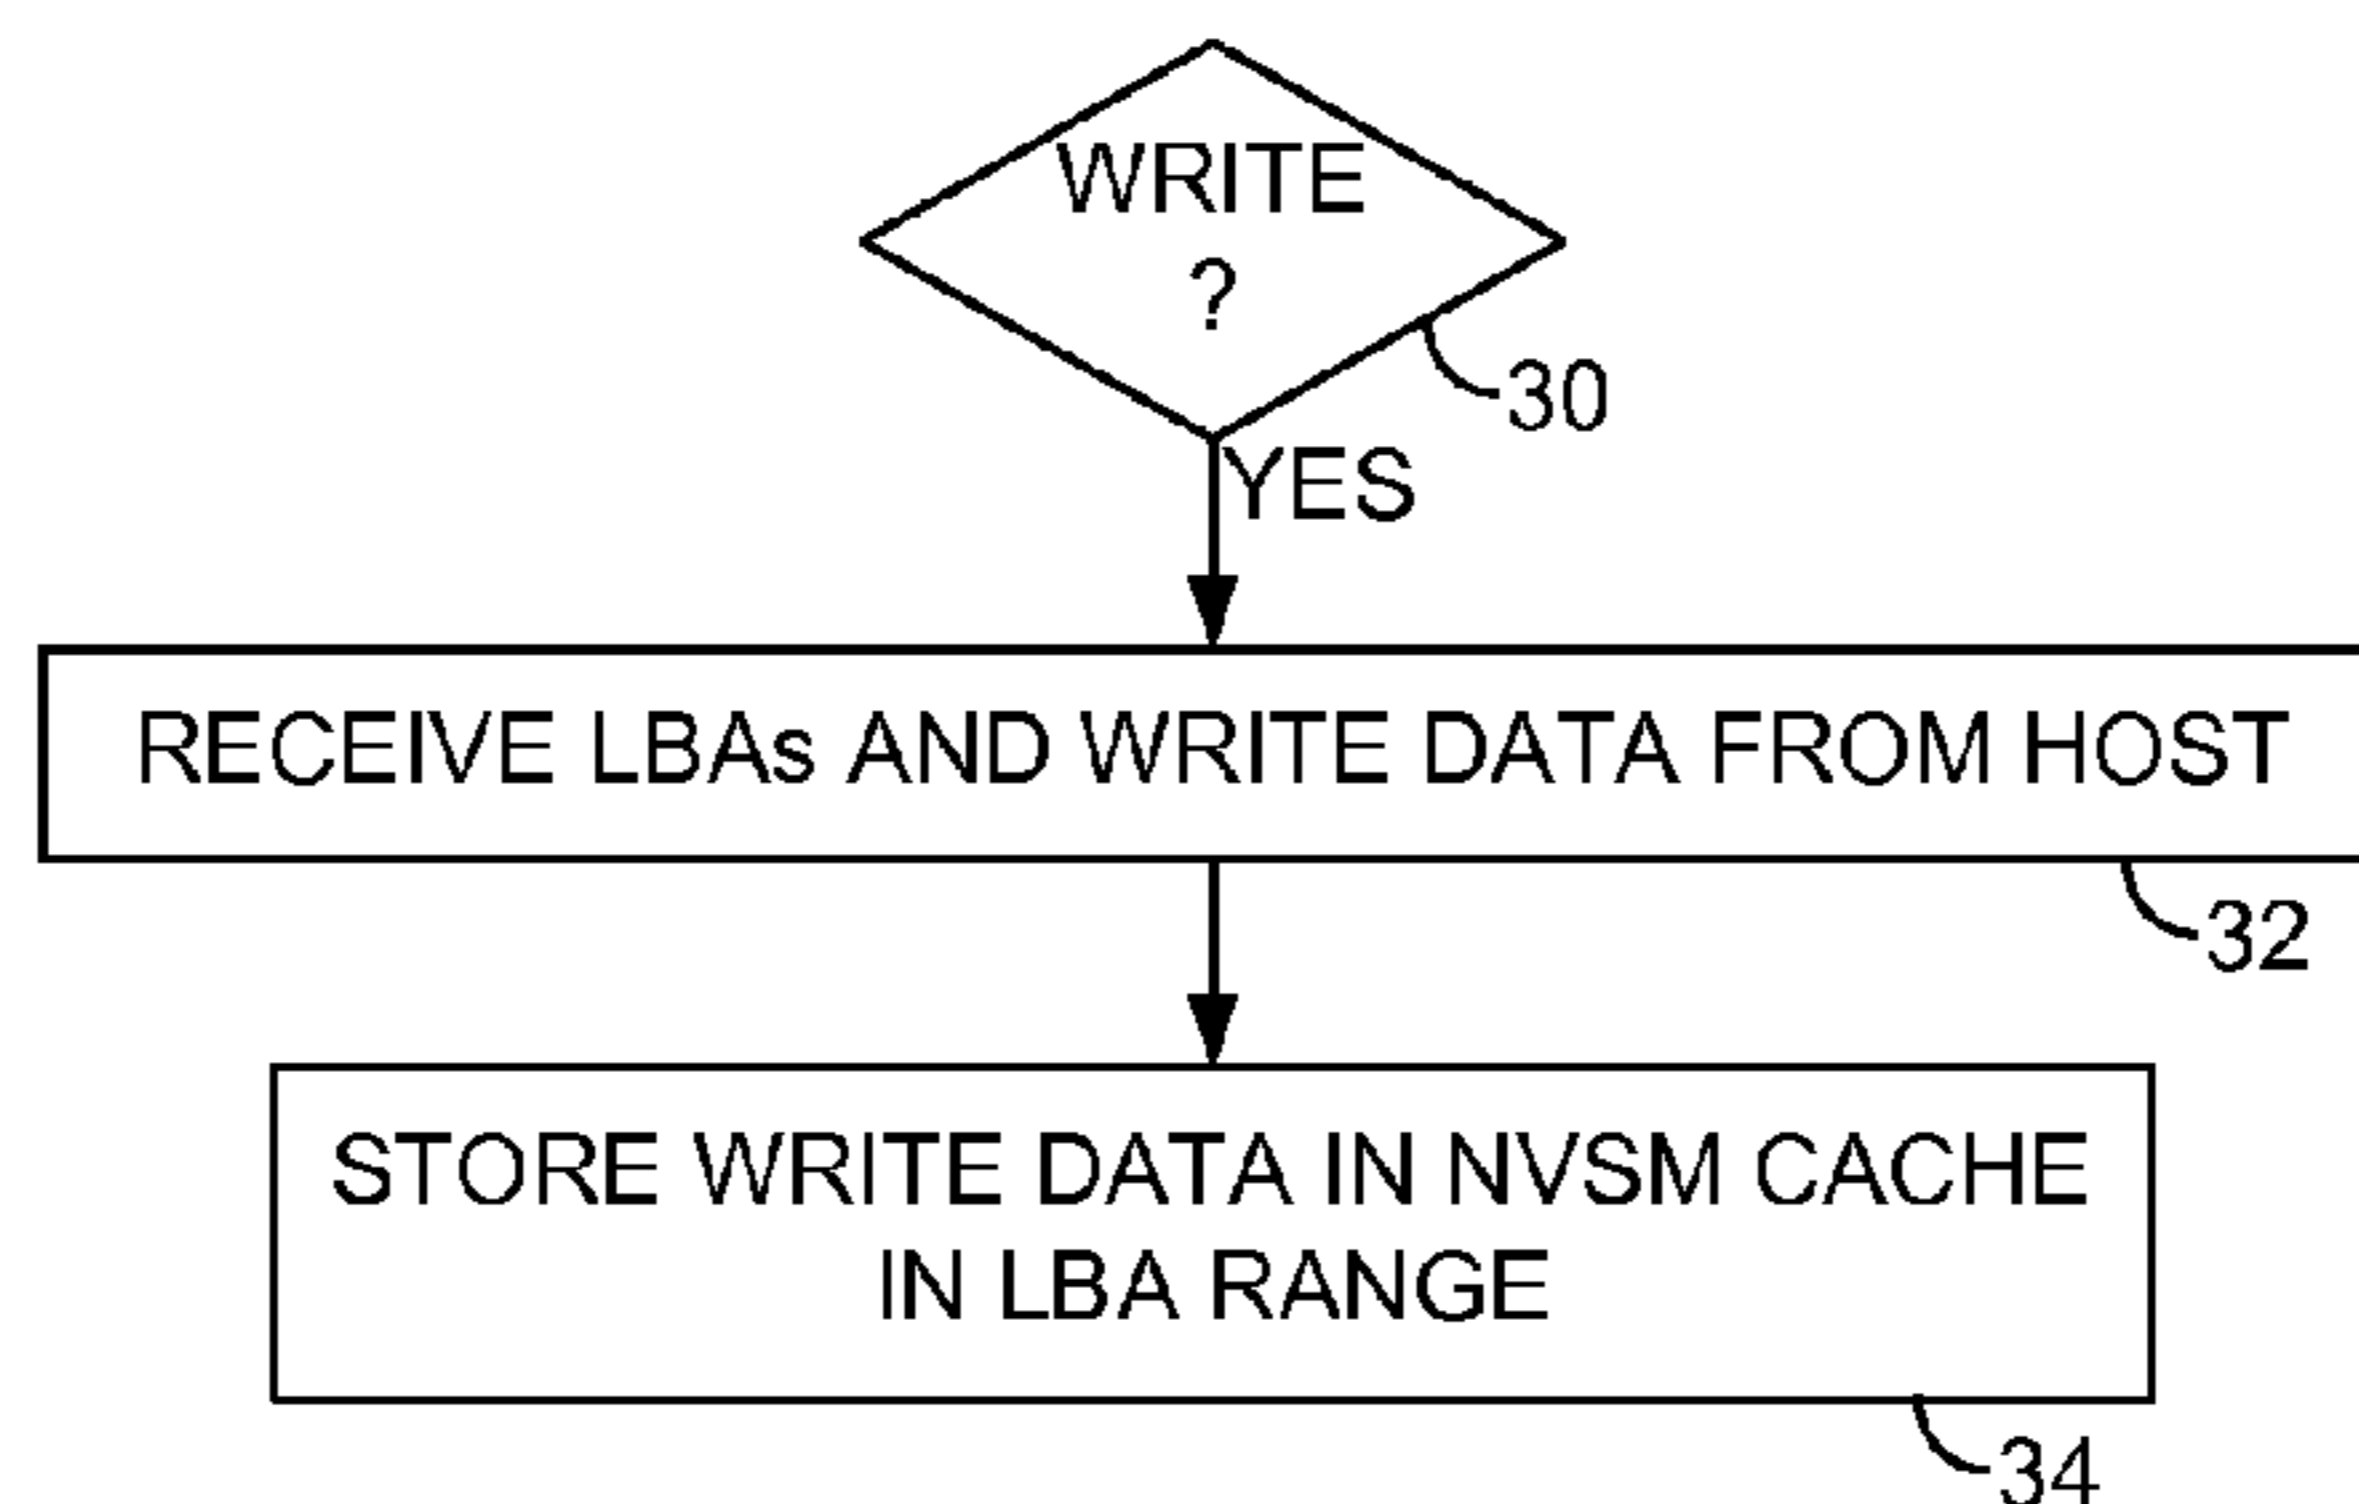 WRITE
?
30
YES
RECEIVE LBAs AND WRITE DATA FROM HOST
32
STORE WRITE DATA IN NVSM CACHE
IN LBA RANGE
34